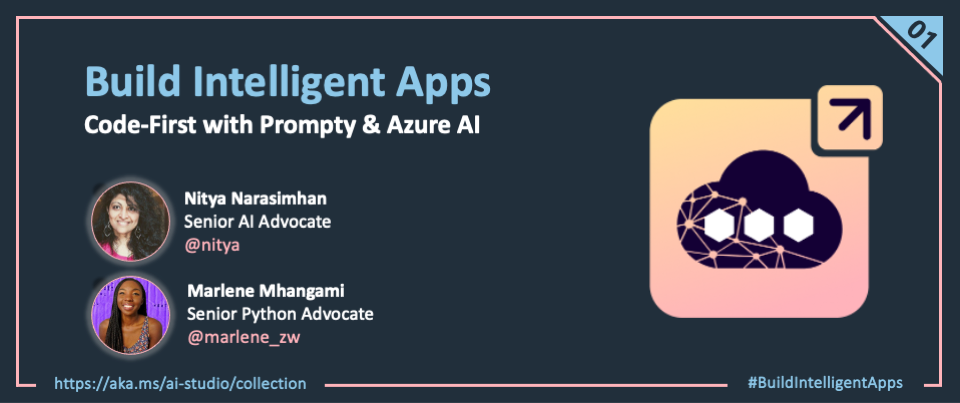 01
Build Intelligent Apps
Code-First with Prompty & Azure AI
Nitya Narasimhan
Senior AI Advocate
@nitya
Marlene Mhangami
Senior Python Advocate
@marlene_zw
https://aka.ms/ai-studio/collection
#BuildIntelligentApps